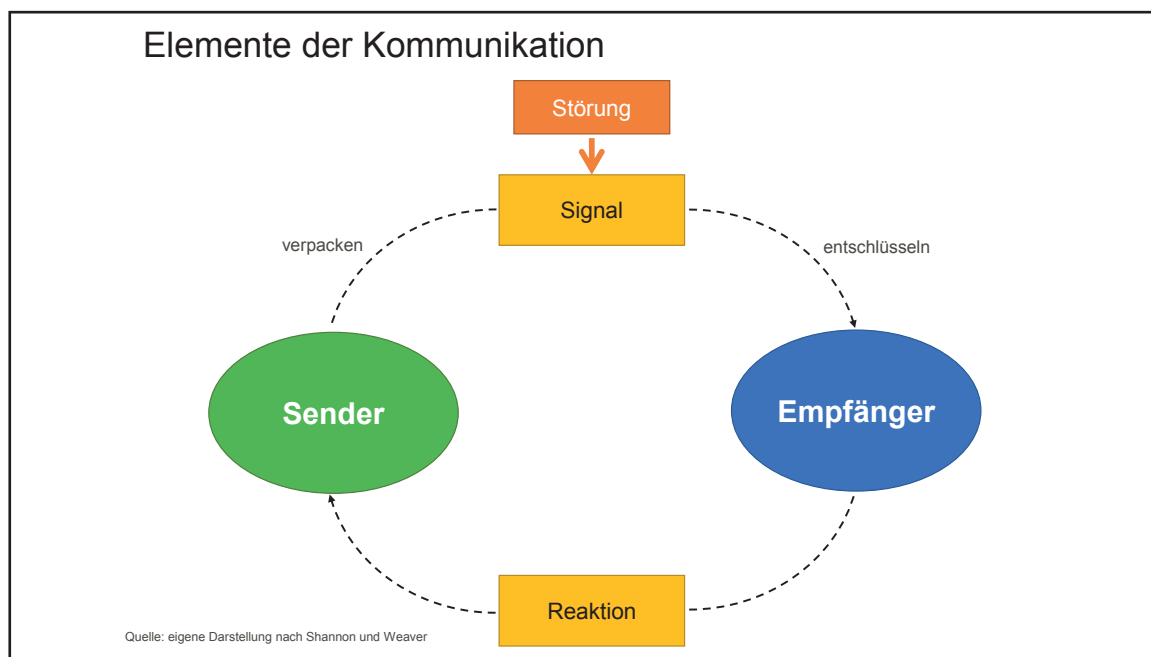 Elemente der Kommunikation
Störung
Signal
verpacken
entschlüsseln
Sender
Empfänger
Reaktion
Quelle: eigene Darstellung nach Shannon und Weaver